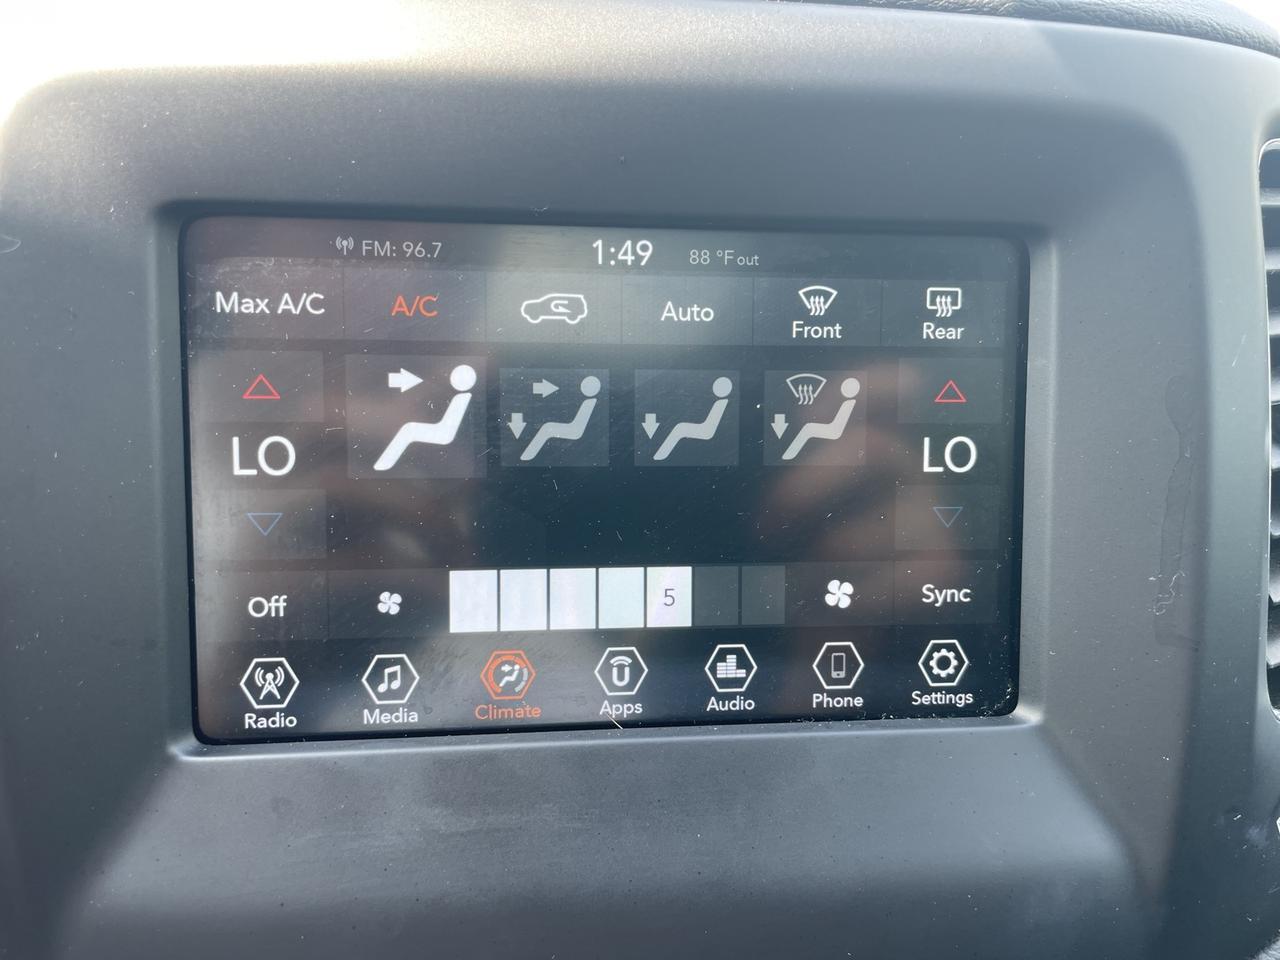 FM: 96.7 1:49 88 °F out
Max A/C A/C Auto Front Rear
LO LO
Off 5 Sync
Radio Media Climate Apps Audio Phone Settings